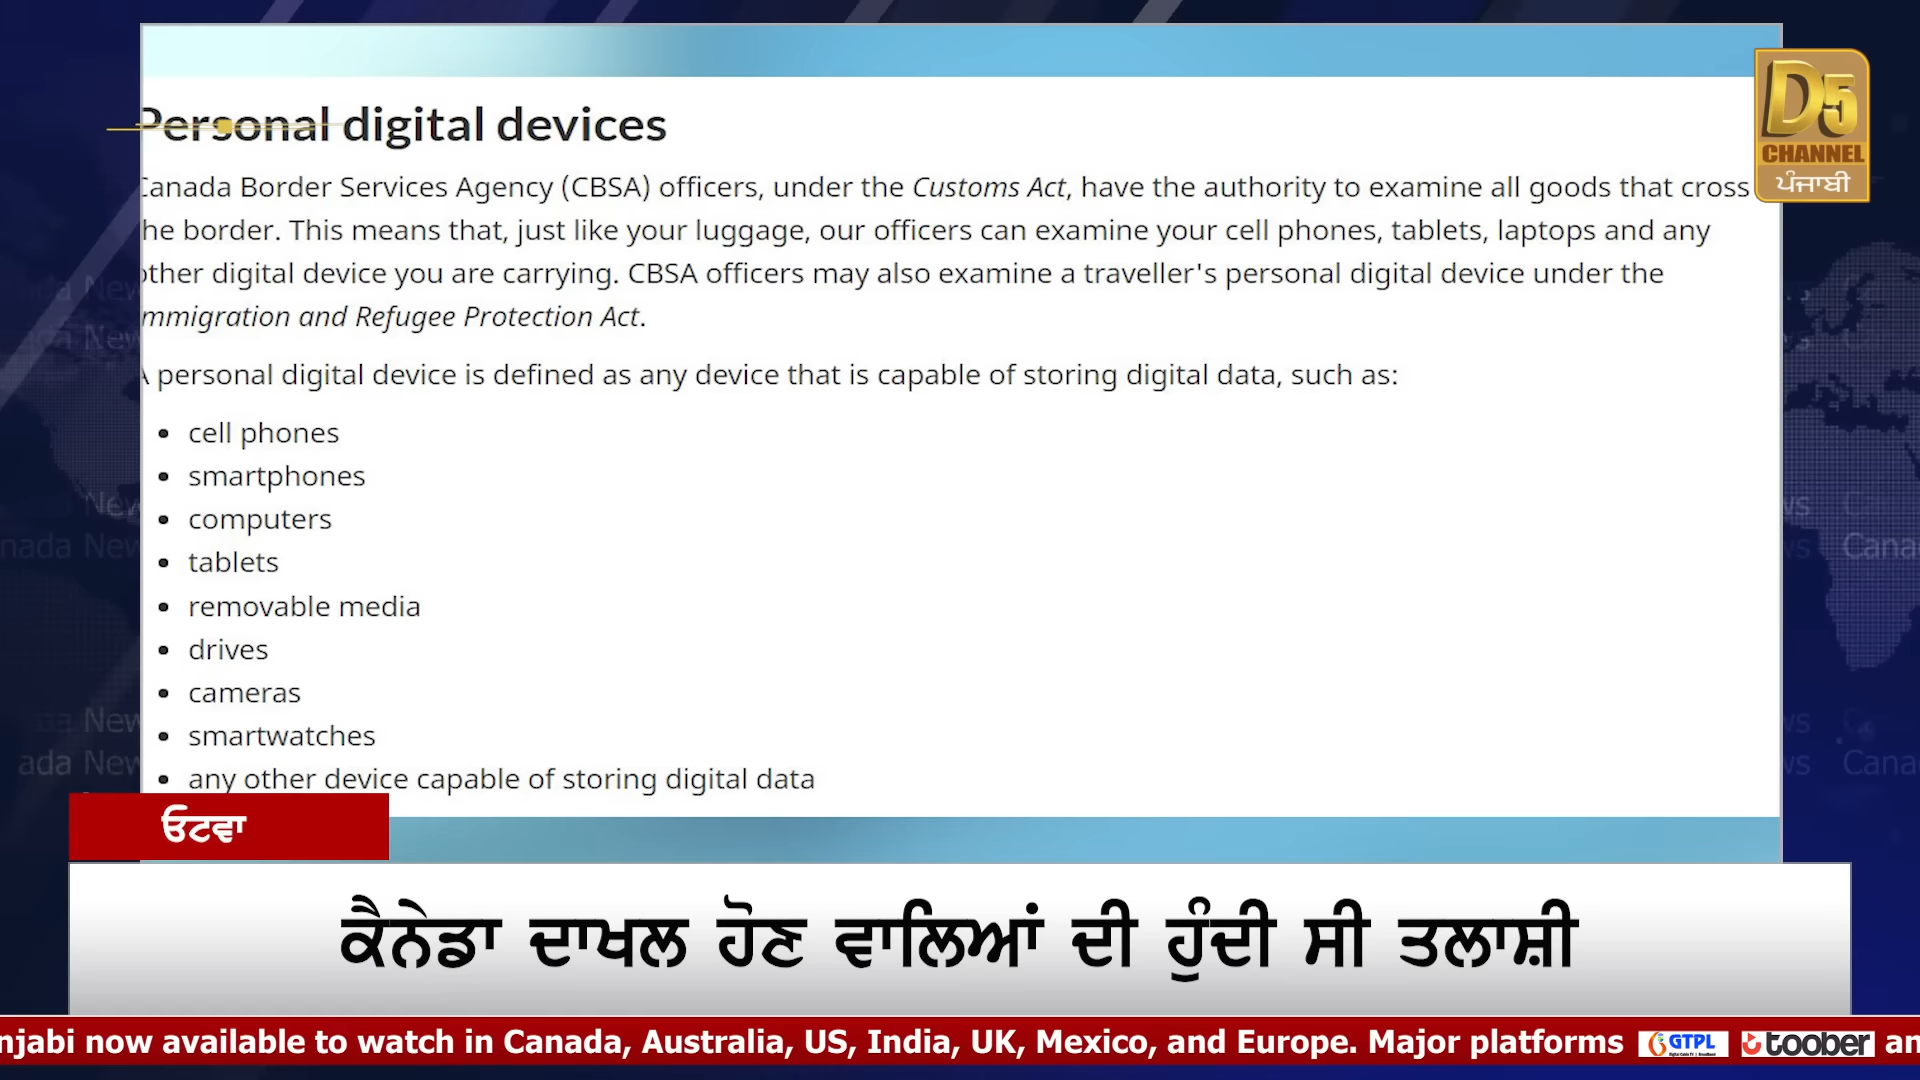 Personal digital devices
Canada Border Services Agency (CBSA) officers, under the Customs Act, have the authority to examine all goods that cross
the border. This means that, just like your luggage, our officers can examine your cell phones, tablets, laptops and any
other digital device you are carrying. CBSA officers may also examine a traveller's personal digital device under the
Immigration and Refugee Protection Act.
A personal digital device is defined as any device that is capable of storing digital data, such as:
• cell phones
• smartphones
• computers
• tablets
• removable media
• drives
• cameras
• smartwatches
• any other device capable of storing digital data
D5
CHANNEL
ਪੰਜਾਬੀ
ਓਟਵਾ
ਕੈਨੇਡਾ ਦਾਖਲ ਹੋਣ ਵਾਲਿਆਂ ਦੀ ਹੁੰਦੀ ਸੀ ਤਲਾਸ਼ੀ
njabi now available to watch in Canada, Australia, US, India, UK, Mexico, and Europe. Major platforms GTPL toober an